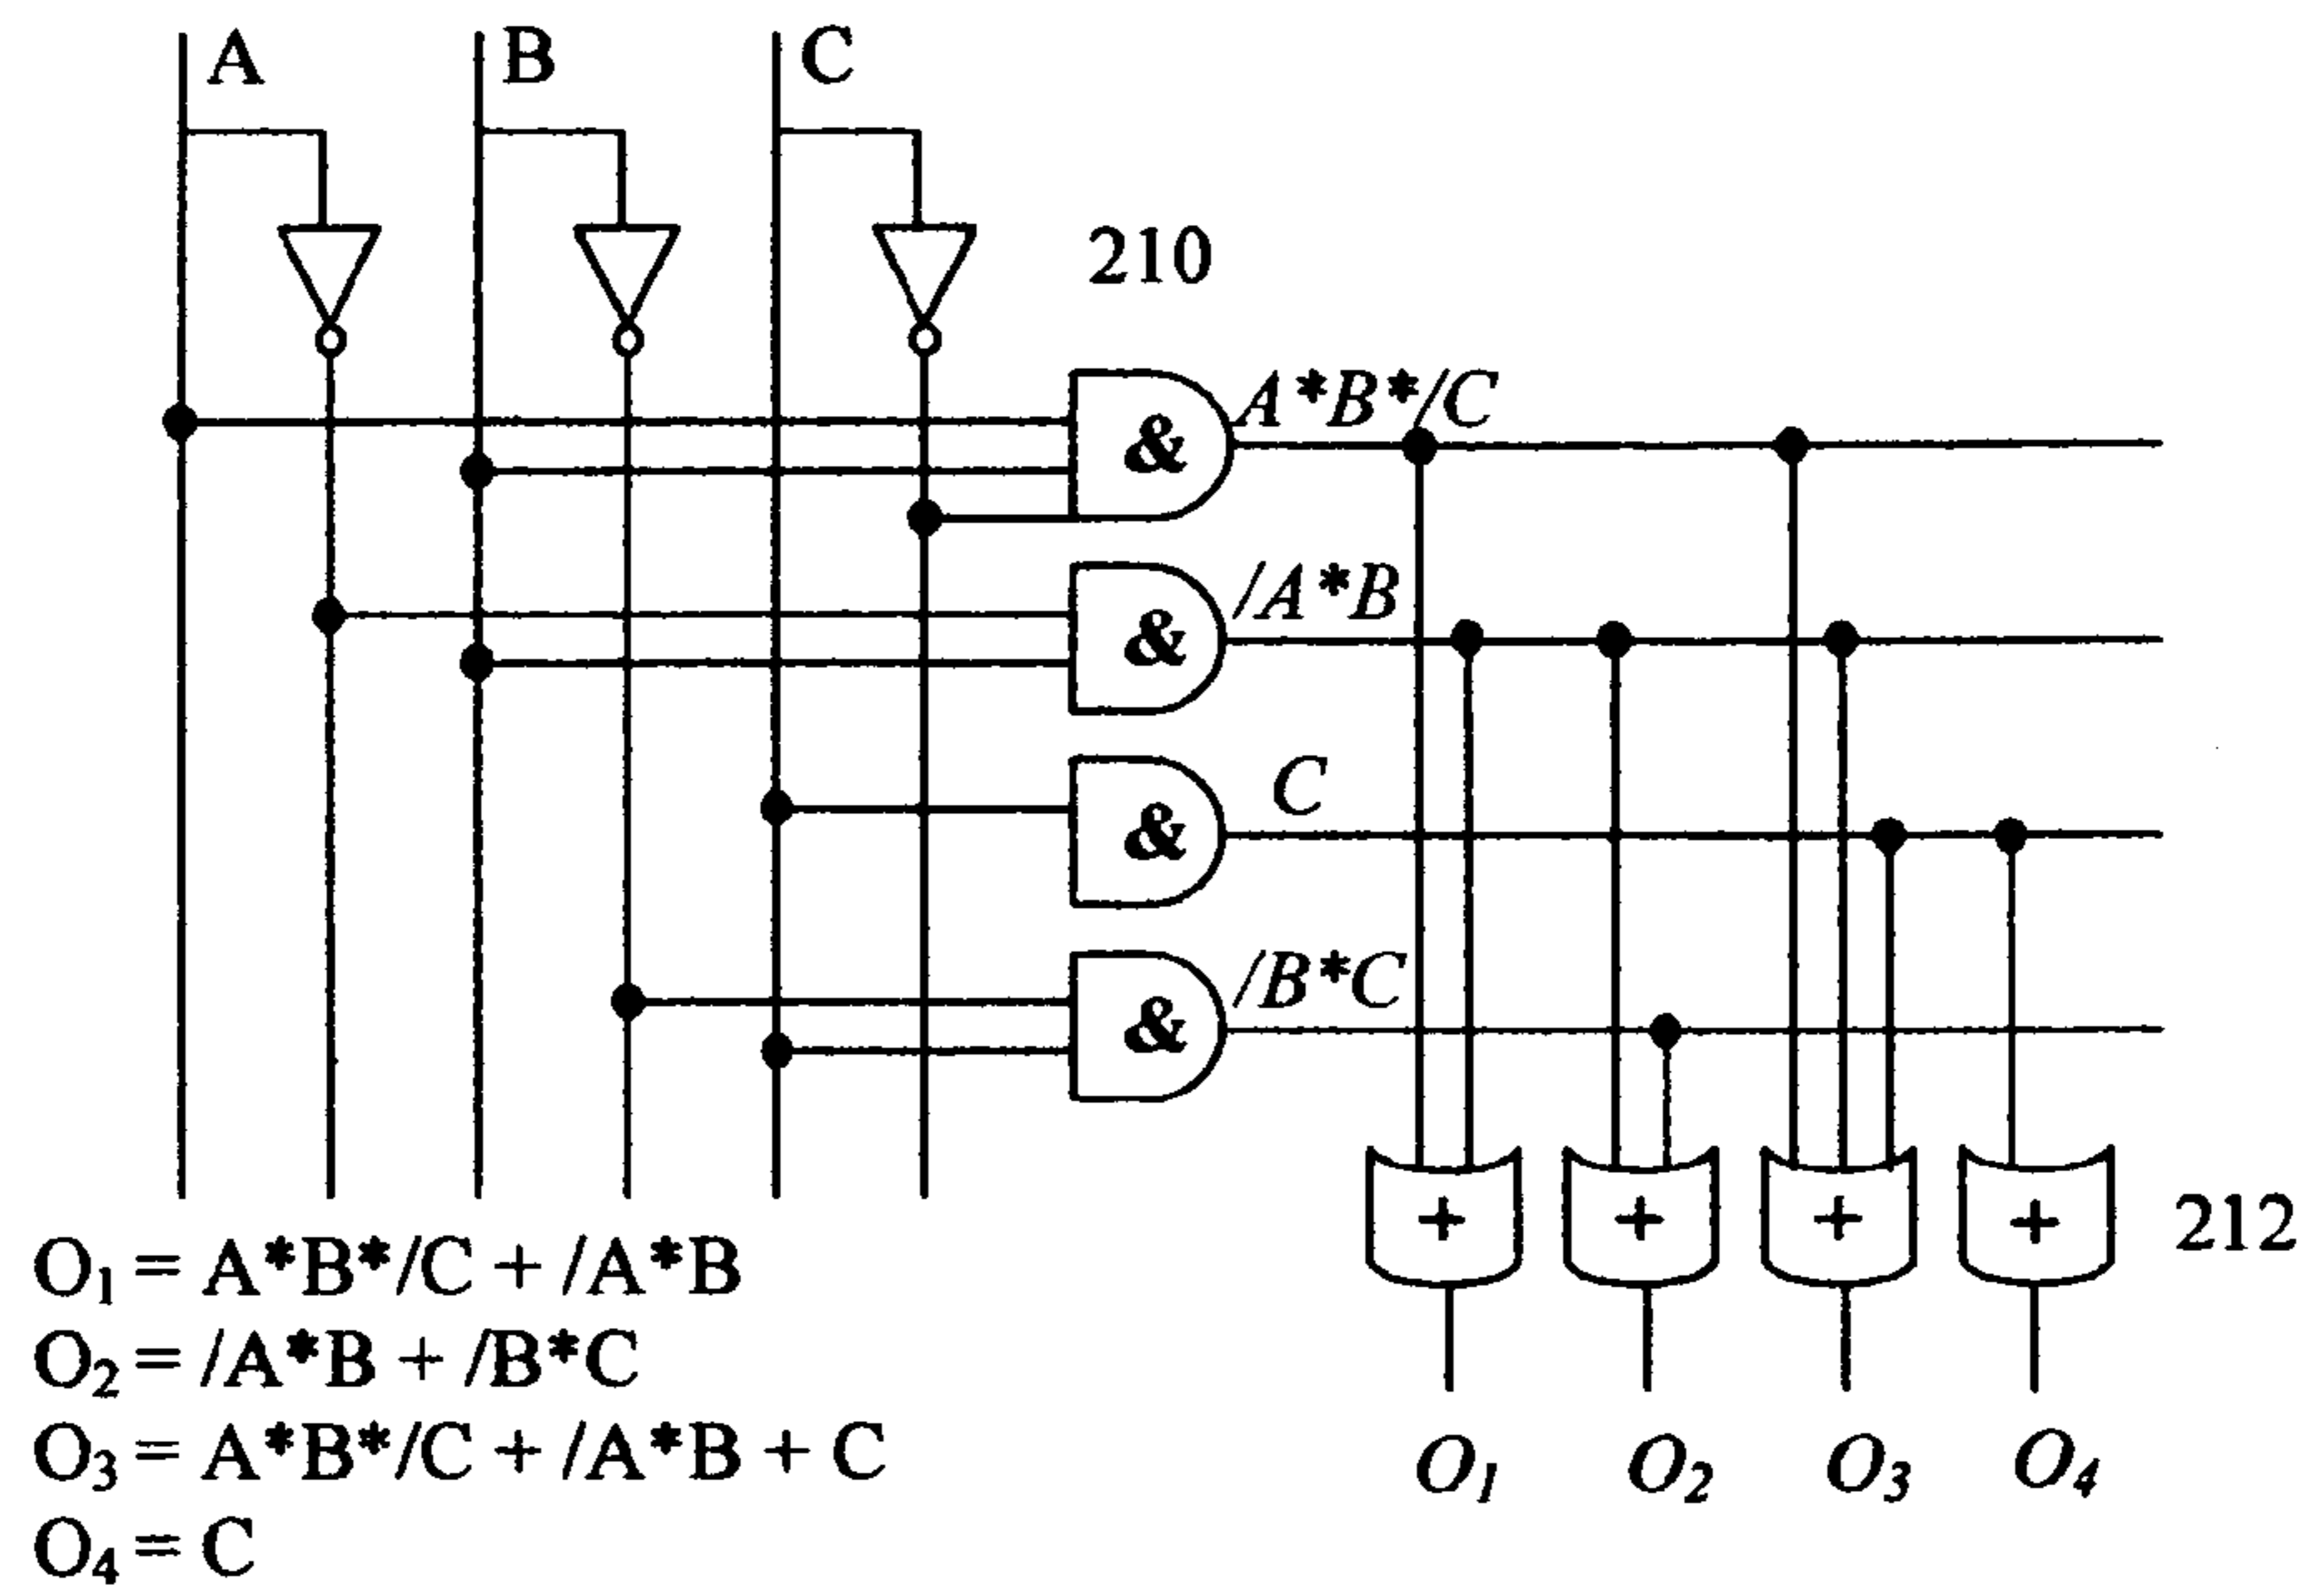 A B C
210
& A*B*/C
& /A*B
& C
& /B*C
+ + + + 212
O₁ = A*B*/C + /A*B
O₂ = /A*B + /B*C
O₃ = A*B*/C + /A*B + C
O₄ = C
O₁ O₂ O₃ O₄